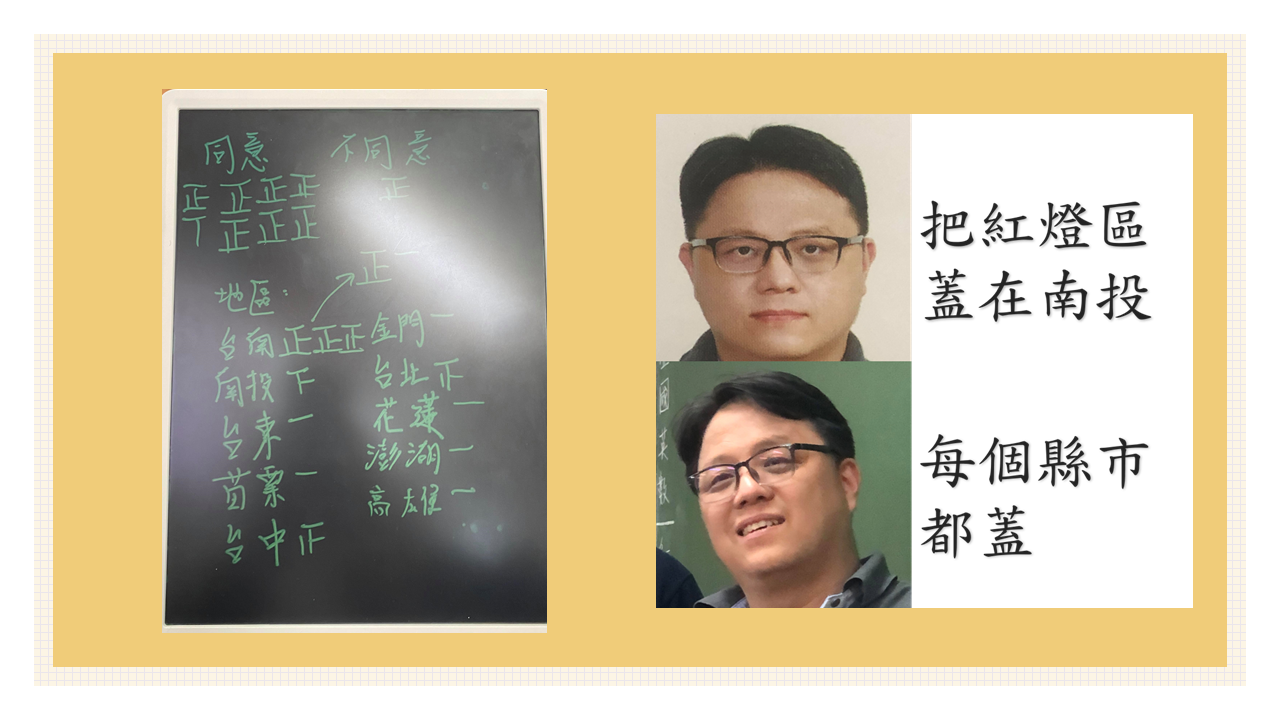 同意 不同意
正正正正 正
丅正正正
正一
地區:
台南正正正 金門一
南投下 台北正
台東一 花蓮一
苗栗一 澎湖一
台中正 高雄一
把紅燈區
蓋在南投
每個縣市
都蓋